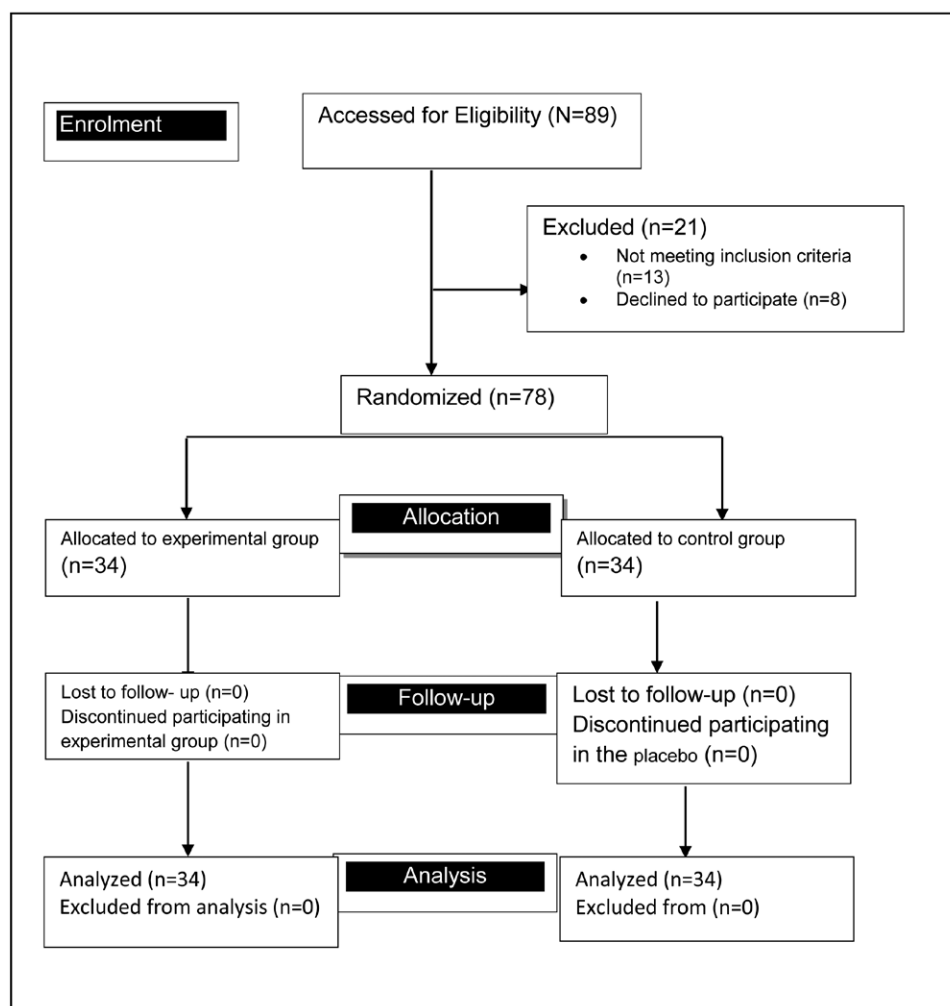 Enrolment
Accessed for Eligibility (N=89)
Excluded (n=21)
• Not meeting inclusion criteria
(n=13)
• Declined to participate (n=8)
Randomized (n=78)
Allocation
Allocated to experimental group
(n=34)
Allocated to control group
(n=34)
Follow-up
Lost to follow- up (n=0)
Discontinued participating in
experimental group (n=0)
Lost to follow-up (n=0)
Discontinued participating
in the placebo (n=0)
Analysis
Analyzed (n=34)
Excluded from analysis (n=0)
Analyzed (n=34)
Excluded from (n=0)